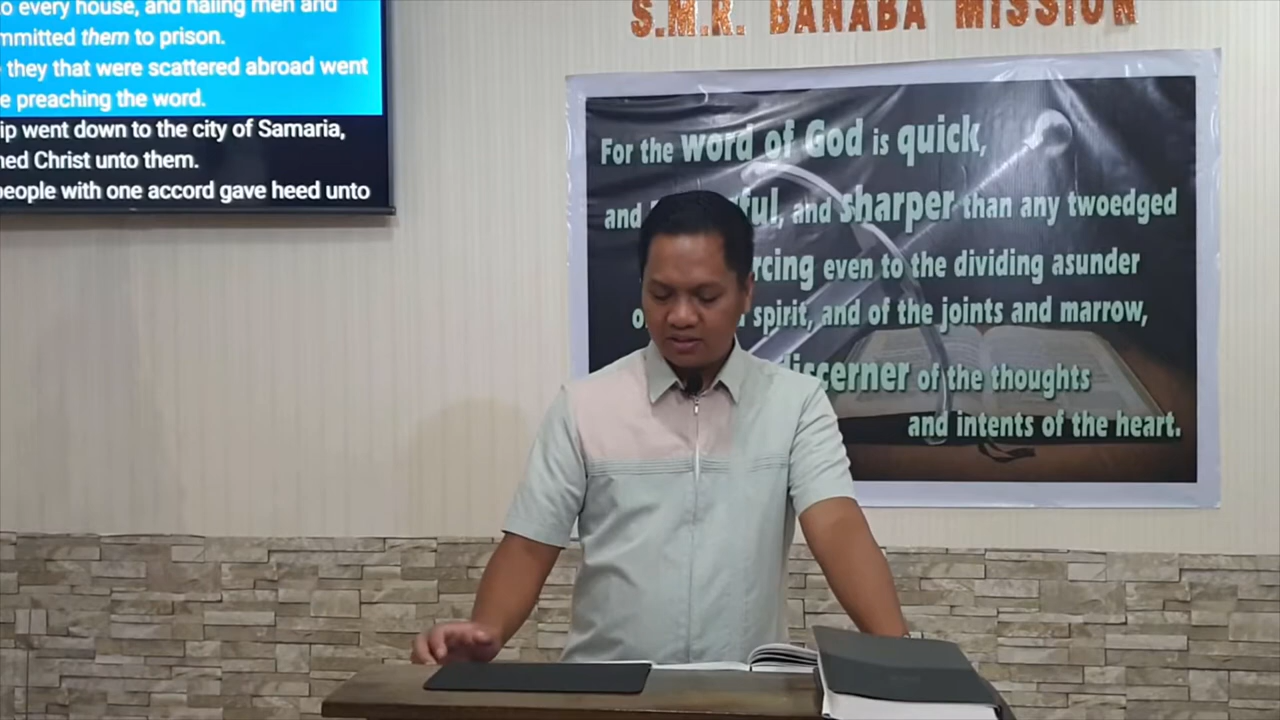 o every house, and haling men and
mmitted them to prison.
they that were scattered abroad went
e preaching the word.
ip went down to the city of Samaria,
hed Christ unto them.
people with one accord gave heed unto
S.M.R. BANABA MISSION
For the word of God is quick,
and ful, and sharper than any twoedged
rcing even to the dividing asunder
spirit, and of the joints and marrow,
discerner of the thoughts
and intents of the heart.